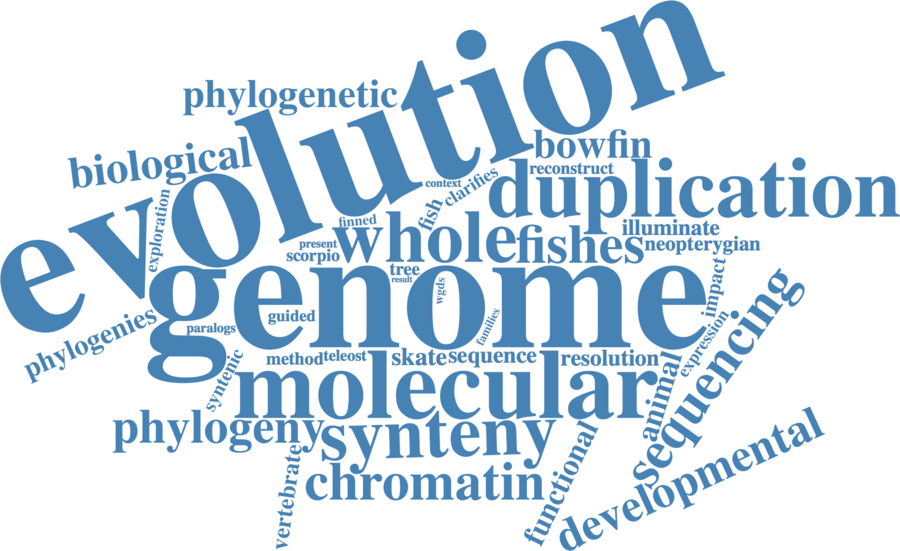 evolution
phylogenetic
bowfin
biological
reconstruct
duplication
context
clarifies
exploration
fish
finned
whole
fishes
illuminate
present
neopterygian
scorpio
genome
tree
result
wgds
impact
sequencing
families
guided
paralogs
phylogenies
expression
method
teleost
skate
sequence
resolution
syntenic
molecular
animal
phylogeny
synteny
functional
developmental
vertebrate
chromatin